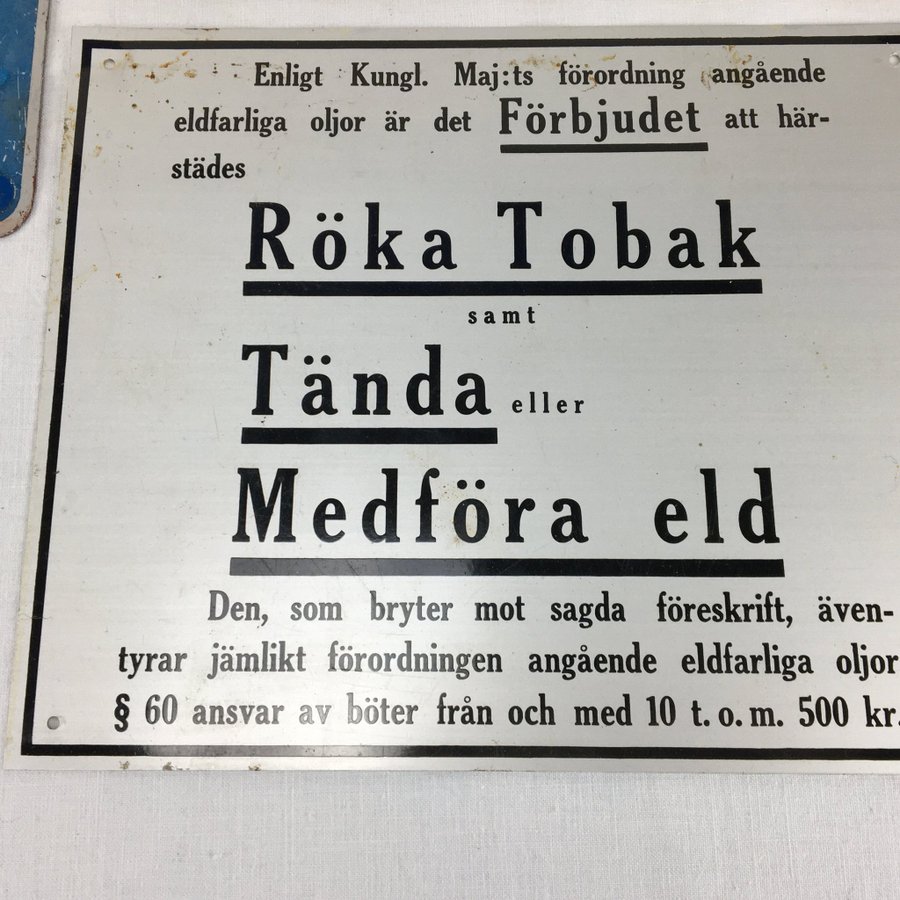 Enligt Kungl. Maj:ts förordning angående
eldfarliga oljor är det Förbjudet att här-
städes
Röka Tobak
samt
Tända eller
Medföra eld
Den, som bryter mot sagda föreskrift, även-
tyrar jämlikt förordningen angående eldfarliga oljor
§ 60 ansvar av böter från och med 10 t.o.m. 500 kr.